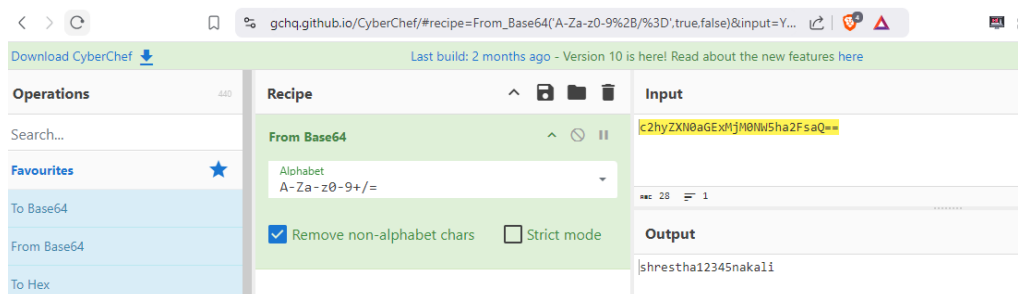 gchq.github.io/CyberChef/#recipe=From_Base64('A-Za-z0-9%2B/%3D',true,false)&input=Y...
Download CyberChef
Last build: 2 months ago - Version 10 is here! Read about the new features here
Operations
440
Recipe
Input
Search...
From Base64
c2hyZXN0aGExMjM0NW5ha2FsaQ==
Favourites
Alphabet
A-Za-z0-9+/=
To Base64
ABC 28
1
Remove non-alphabet chars
Strict mode
Output
From Base64
shrestha12345nakali
To Hex